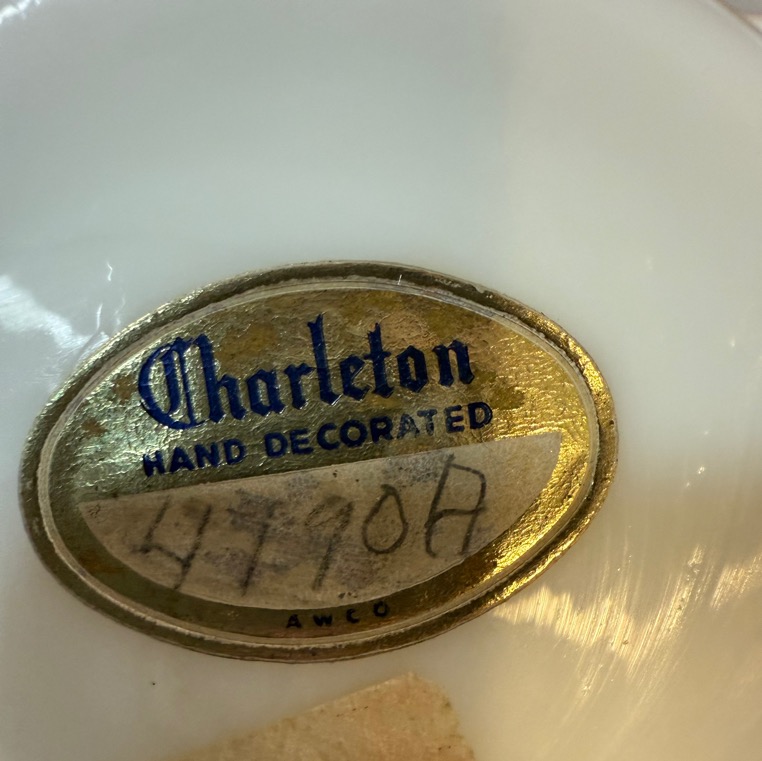 Charleton
HAND DECORATED
4790A
AWCO